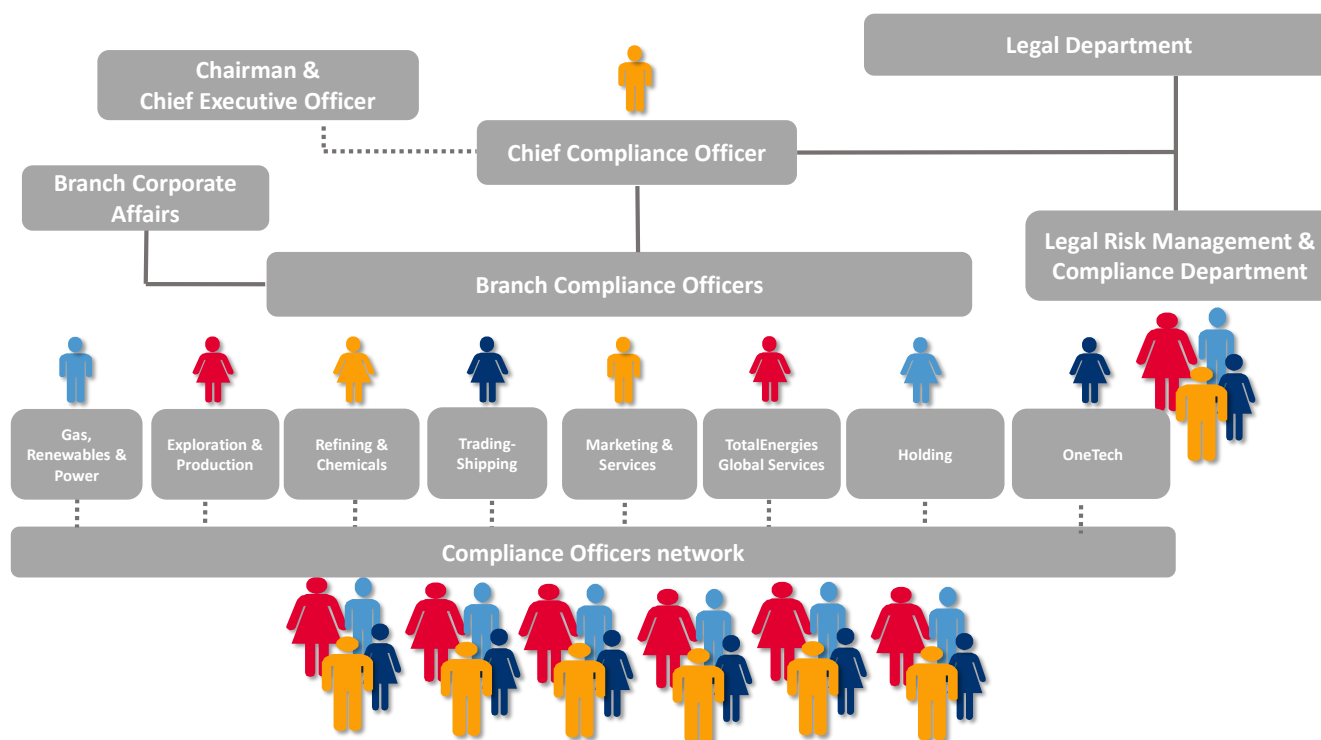 Legal Department
Chairman &
Chief Executive Officer
Chief Compliance Officer
Branch Corporate
Affairs
Legal Risk Management &
Compliance Department
Branch Compliance Officers
Gas,
Renewables &
Power
Exploration &
Production
Refining &
Chemicals
Trading-
Shipping
Marketing &
Services
TotalEnergies
Global Services
Holding
OneTech
Compliance Officers network